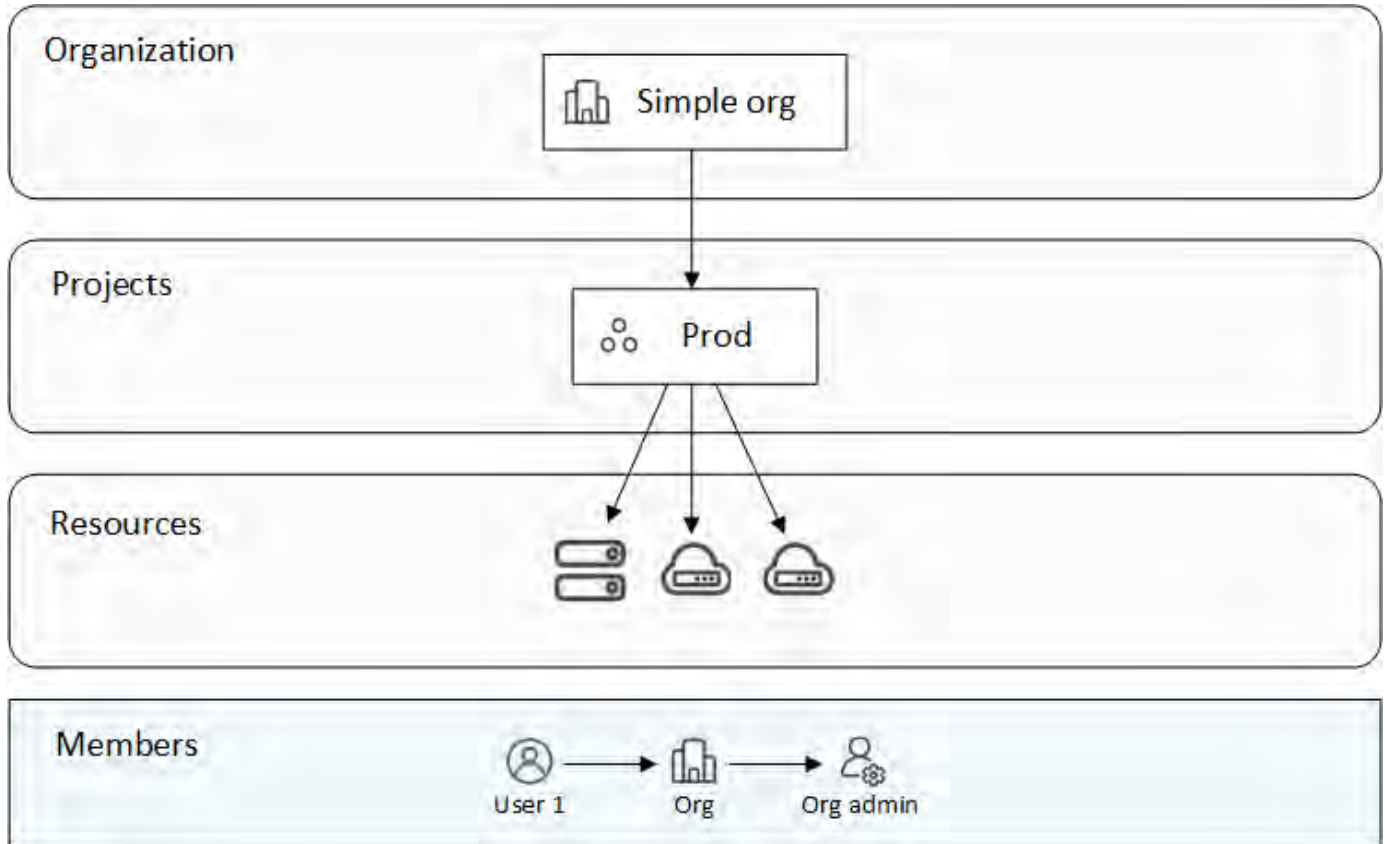 Organization
Simple org
Projects
Prod
Resources
Members
User 1
Org
Org admin